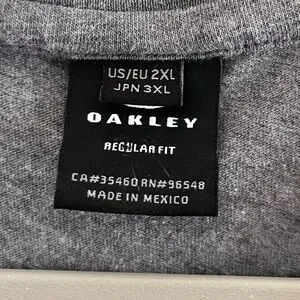 US/EU 2XL
JPN 3XL
OAKLEY
REGULAR FIT
CA#35460 RN#96548
MADE IN MEXICO